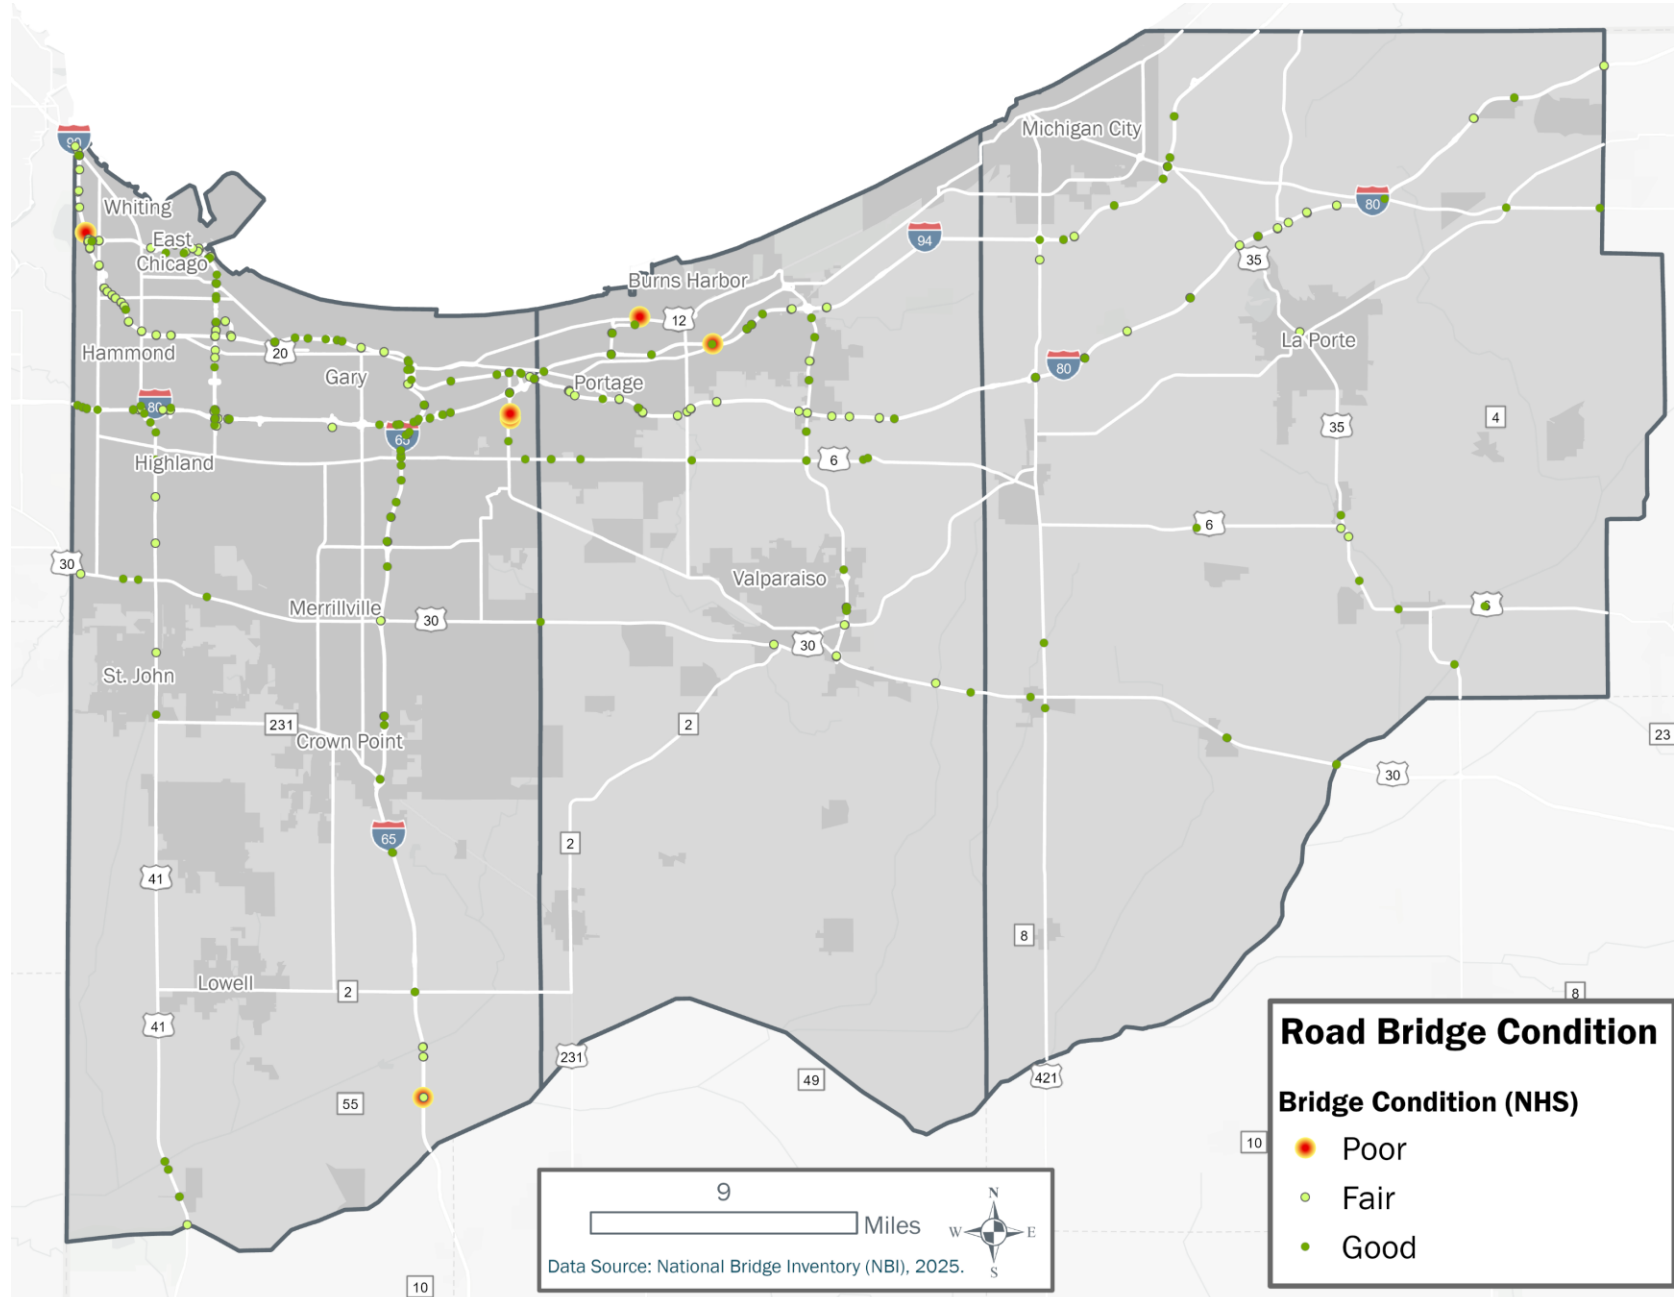 Michigan City
90
Whiting
80
East
Chicago
94
35
Burns Harbor
12
La Porte
Hammond
20
Gary
80
Portage
80
65
4
35
Highland
6
6
30
Valparaiso
6
Merrillville
30
30
St. John
231
2
23
Crown Point
30
65
2
41
8
Lowell
2
8
41
231
421
49
55
10
10
Road Bridge Condition
Bridge Condition (NHS)
Poor
Fair
Good
9
Miles
N
W
E
S
Data Source: National Bridge Inventory (NBI), 2025.